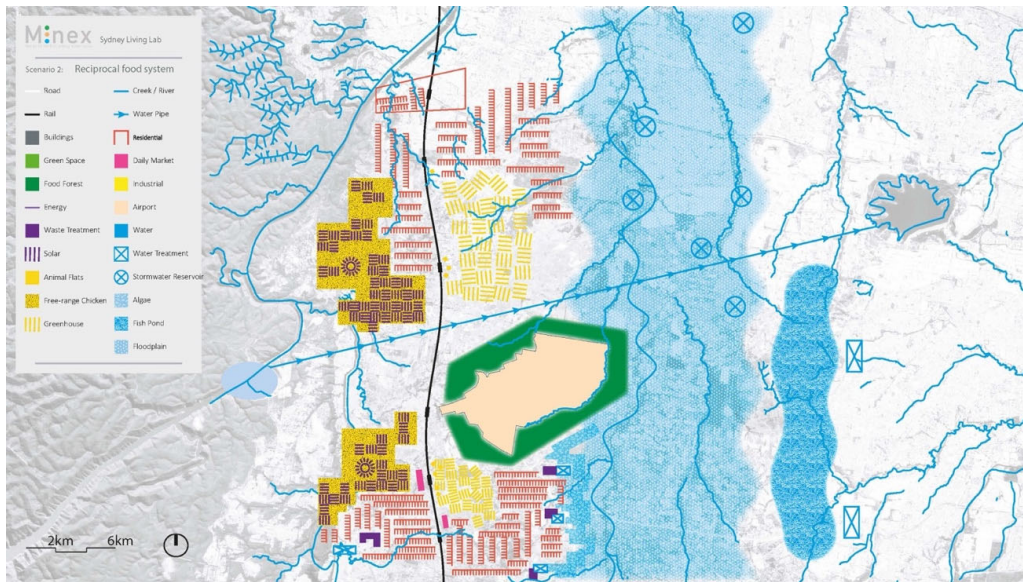 Minex Sydney Living Lab
Scenario 2: Reciprocal food system
Road
Creek / River
Rail
Water Pipe
Buildings
Residential
Green Space
Daily Market
Food Forest
Industrial
Energy
Airport
Waste Treatment
Water
Solar
Water Treatment
Animal Flats
Stormwater Reservoir
Free-range Chicken
Algae
Greenhouse
Fish Pond
Floodplain
2km 6km